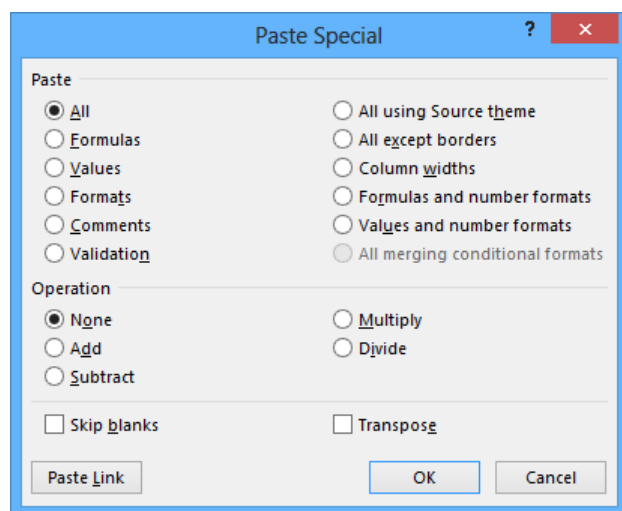 Paste Special ? ×
Paste
All All using Source theme
Formulas All except borders
Values Column widths
Formats Formulas and number formats
Comments Values and number formats
Validation All merging conditional formats
Operation
None Multiply
Add Divide
Subtract
Skip blanks Transpose
Paste Link OK Cancel